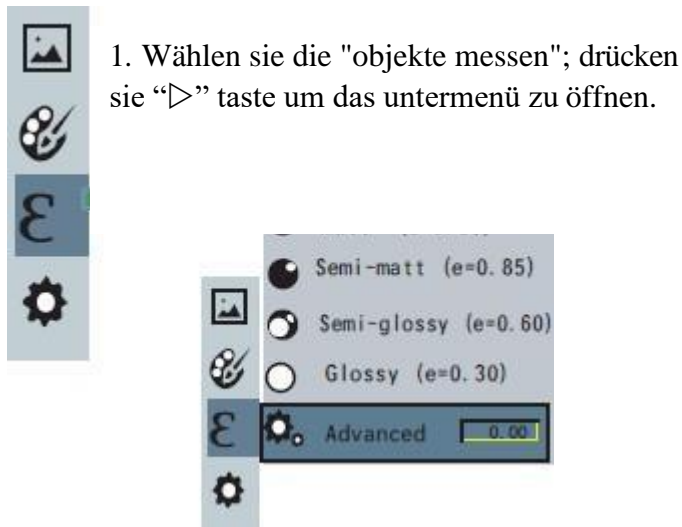 1. Wählen sie die "objekte messen"; drücken
sie “▷” taste um das untermenü zu öffnen.
ε
Semi-matt (e=0.85)
Semi-glossy (e=0.60)
Glossy (e=0.30)
ε
Advanced 0.00